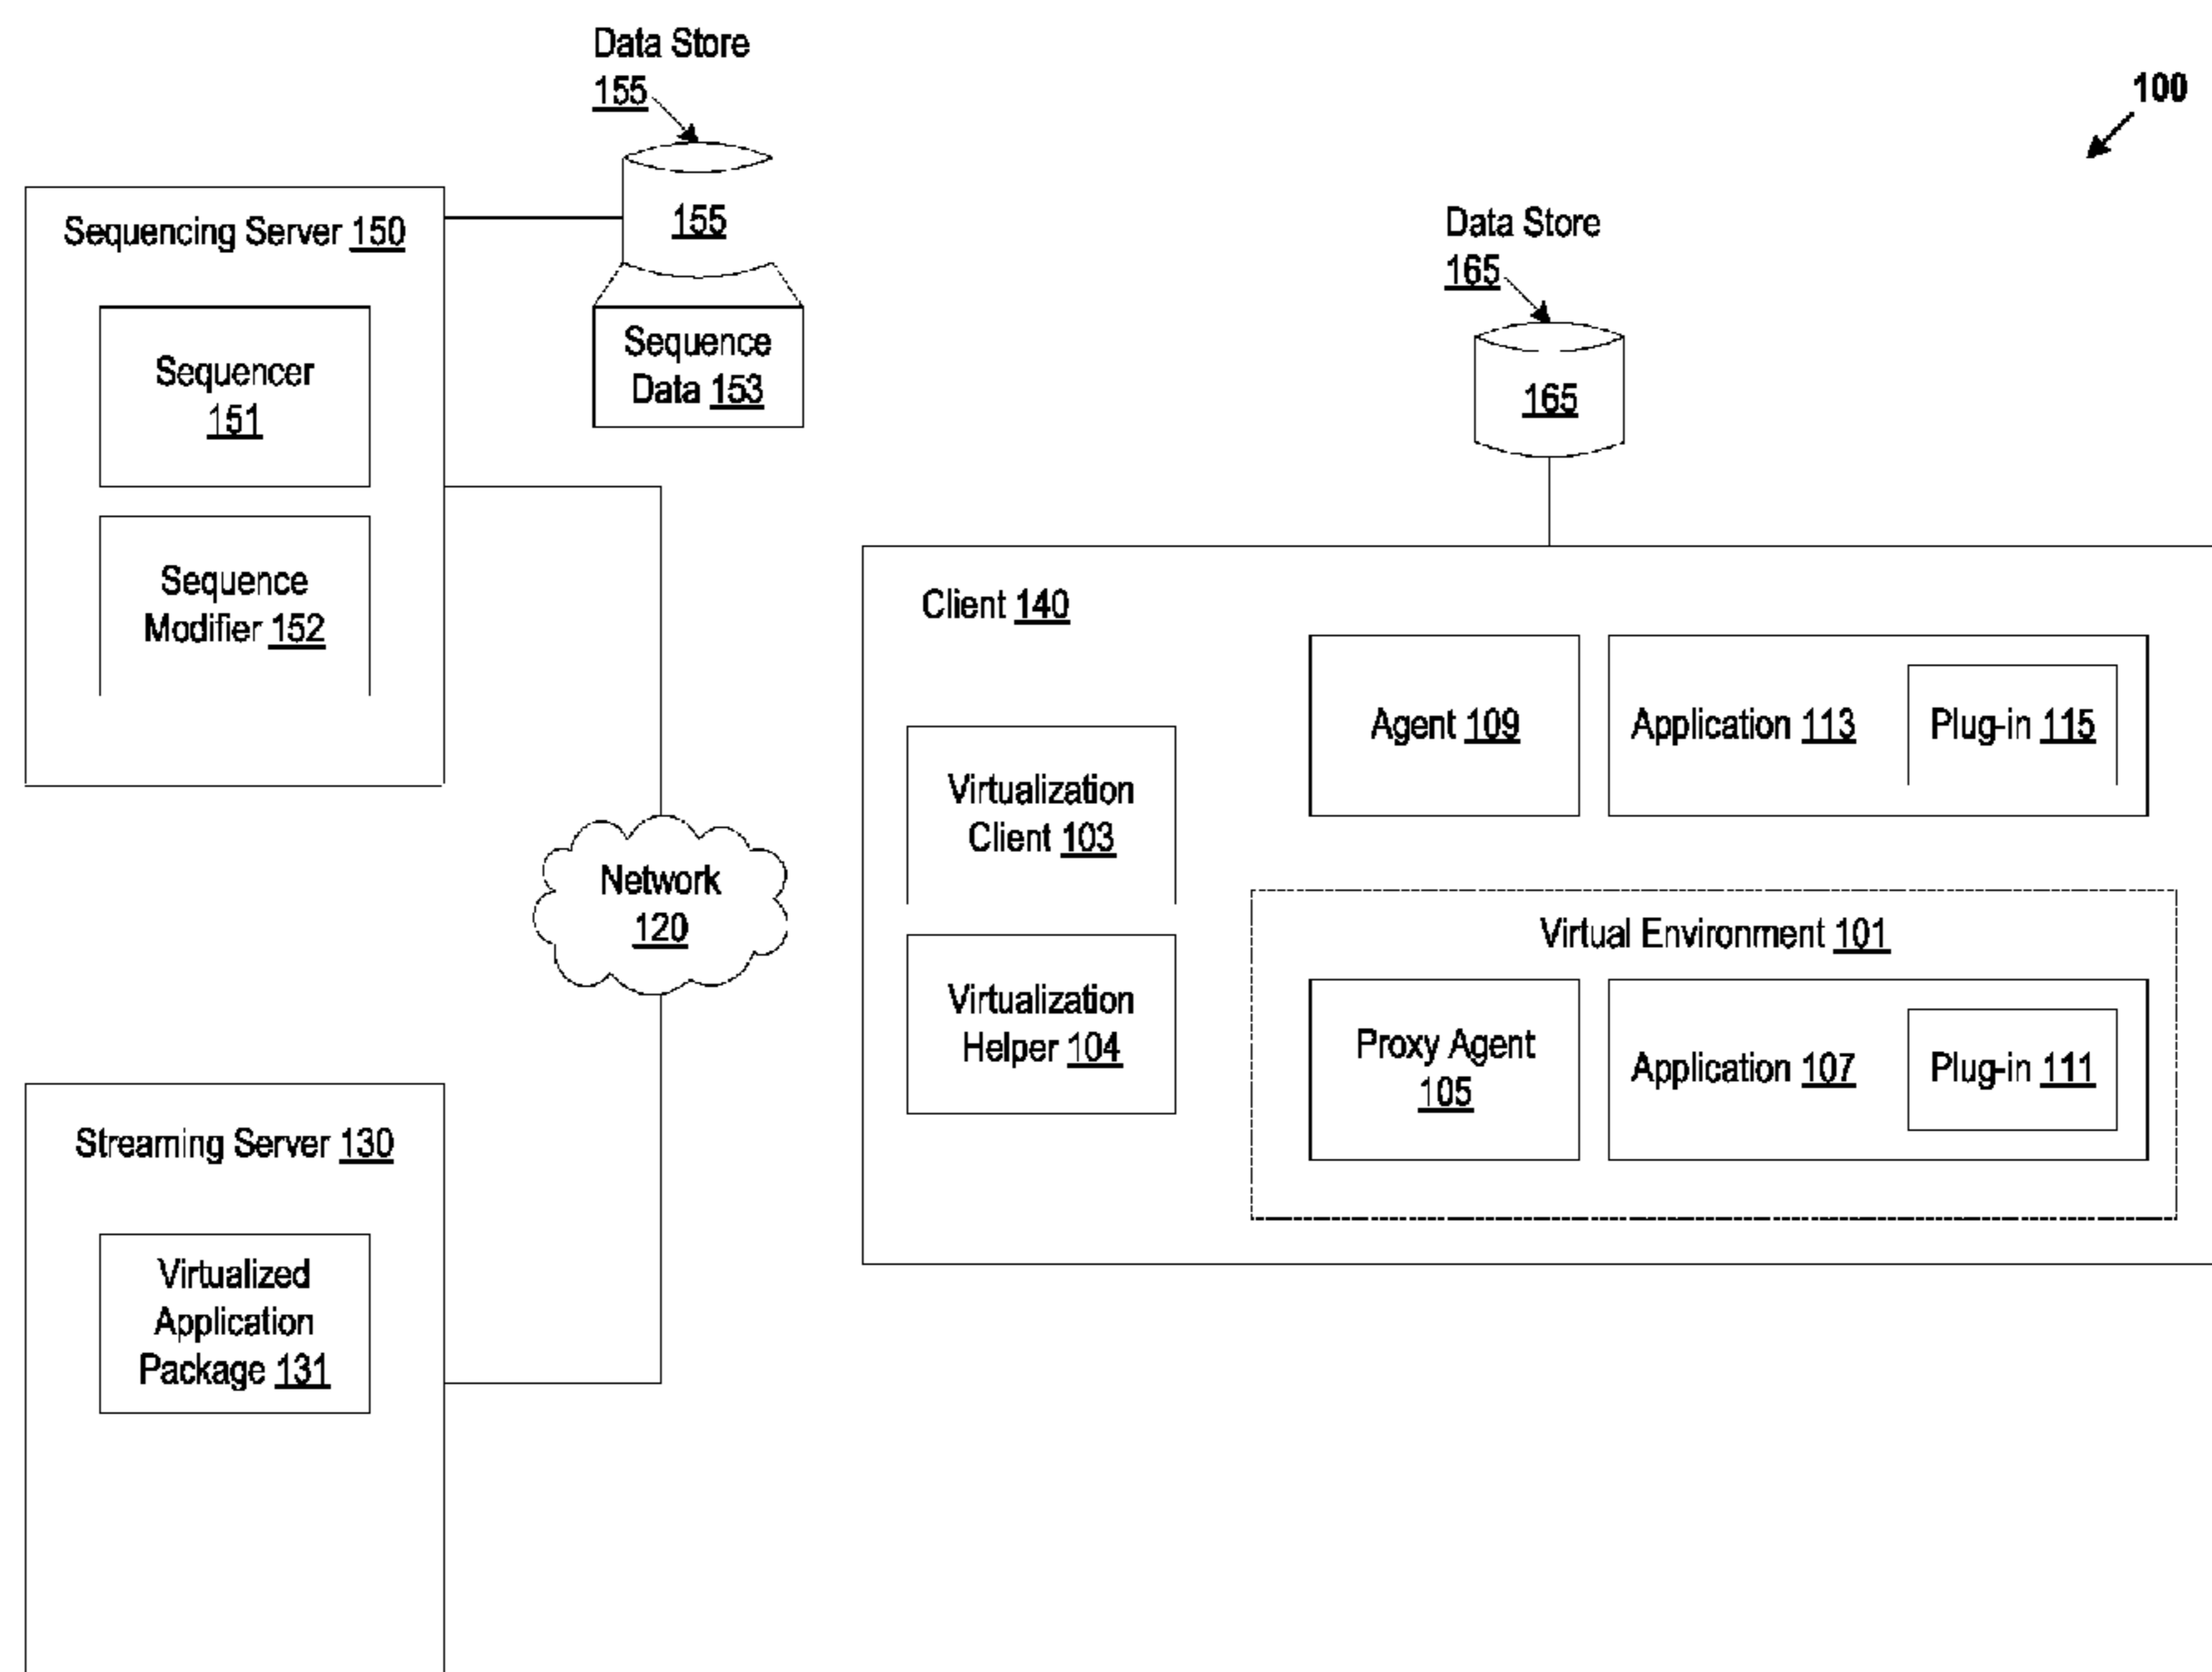 Data Store
155
100
155
Sequencing Server 150
Sequence
Data 153
Sequencer
151
Sequence
Modifier 152
Data Store
165
165
Client 140
Agent 109
Application 113
Plug-in 115
Virtualization
Client 103
Network
120
Virtual Environment 101
Virtualization
Helper 104
Proxy Agent
105
Application 107
Plug-in 111
Streaming Server 130
Virtualized
Application
Package 131